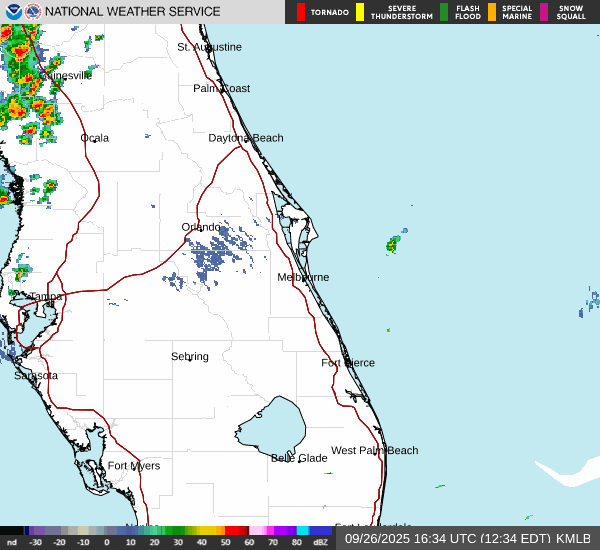 NATIONAL WEATHER SERVICE
TORNADO
SEVERE THUNDERSTORM
FLASH FLOOD
SPECIAL MARINE
SNOW SQUALL
St. Augustine
Gainesville
Palm Coast
Ocala
Daytona Beach
Orlando
Melbourne
Tampa
Sebring
Fort Pierce
Sarasota
West Palm Beach
Belle Glade
Fort Myers
nd -30 -20 -10 0 10 20 30 40 50 60 70 80 dBZ
09/26/2025 16:34 UTC (12:34 EDT) KMLB